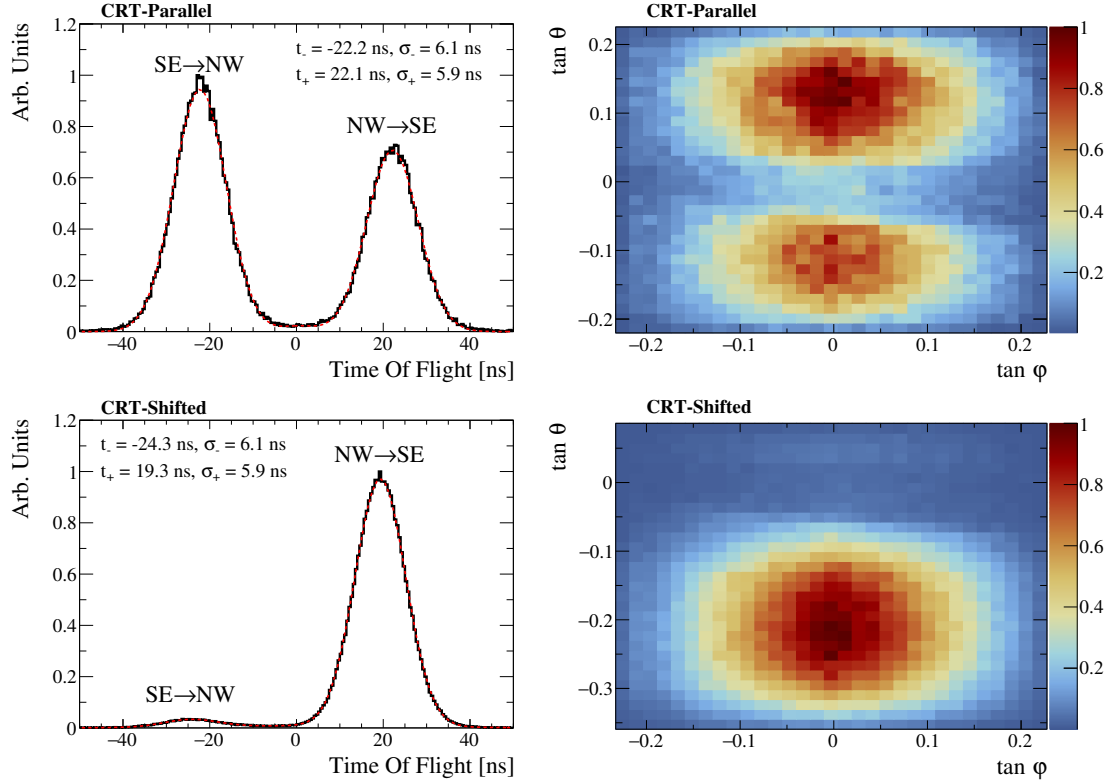 CRT-Parallel
Arb. Units
1.2
1
0.8
0.6
0.4
0.2
0
t₋ = -22.2 ns, σ₋ = 6.1 ns
t₊ = 22.1 ns, σ₊ = 5.9 ns
SE→NW
NW→SE
−40 −20 0 20 40
Time Of Flight [ns]
CRT-Parallel
tan θ
0.2
0.1
0
−0.1
−0.2
−0.2 −0.1 0 0.1 0.2
tan φ
1
0.8
0.6
0.4
0.2
CRT-Shifted
Arb. Units
1.2
1
0.8
0.6
0.4
0.2
0
t₋ = -24.3 ns, σ₋ = 6.1 ns
t₊ = 19.3 ns, σ₊ = 5.9 ns
NW→SE
SE→NW
−40 −20 0 20 40
Time Of Flight [ns]
CRT-Shifted
tan θ
0
−0.1
−0.2
−0.3
−0.2 −0.1 0 0.1 0.2
tan φ
1
0.8
0.6
0.4
0.2